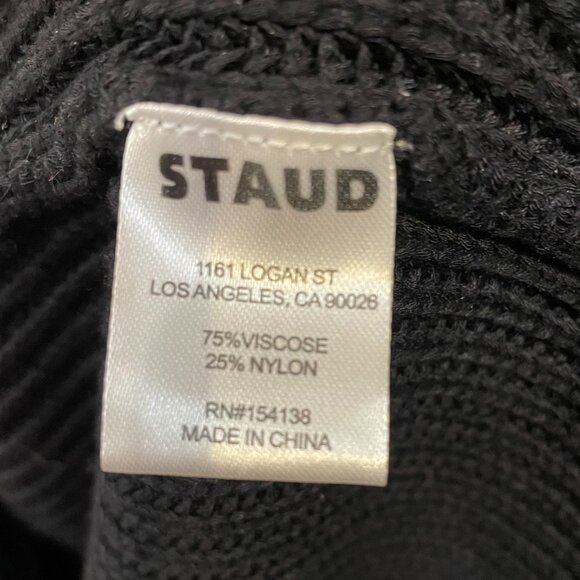 STAUD
1161 LOGAN ST
LOS ANGELES, CA 90026
75%VISCOSE
25% NYLON
RN#154138
MADE IN CHINA